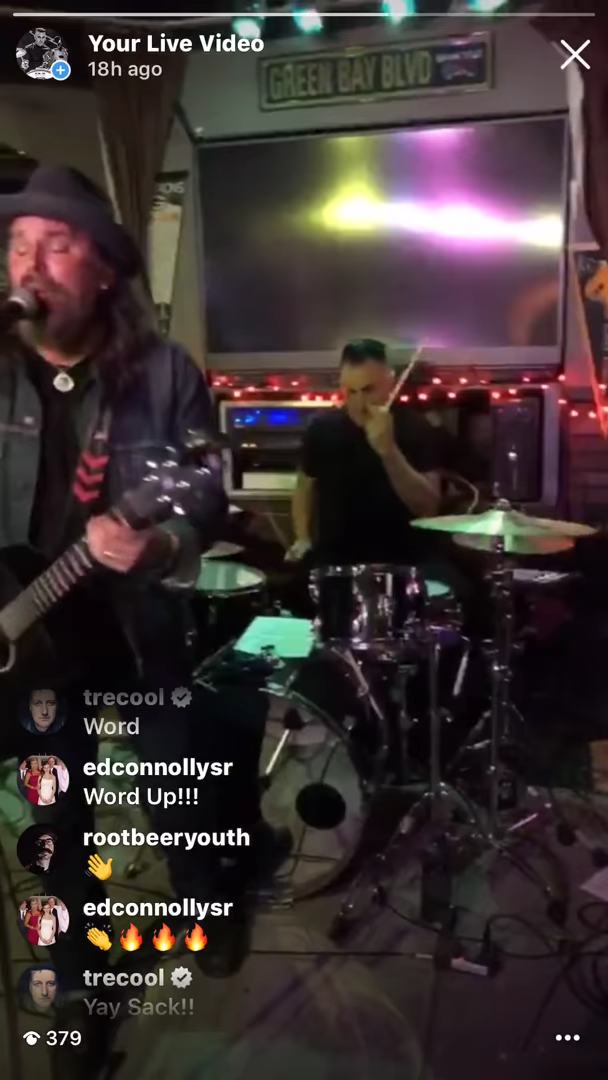 Your Live Video
18h ago
GREEN BAY BLVD
trecool
Word
edconnollysr
Word Up!!!
rootbeeryouth
👋
edconnollysr
👏🔥🔥🔥
trecool
Yay Sack!!
379